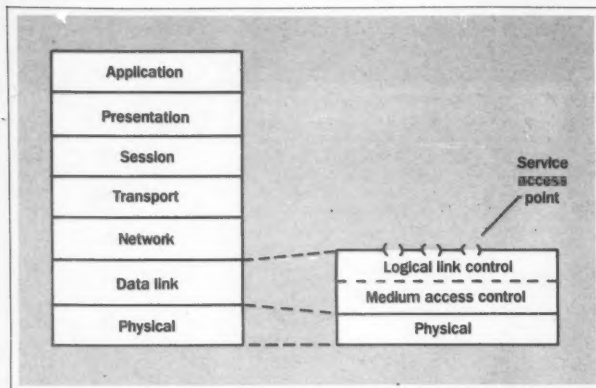 Application
Presentation
Session
Transport
Network
Data link
Physical
Service
access
point
Logical link control
Medium access control
Physical